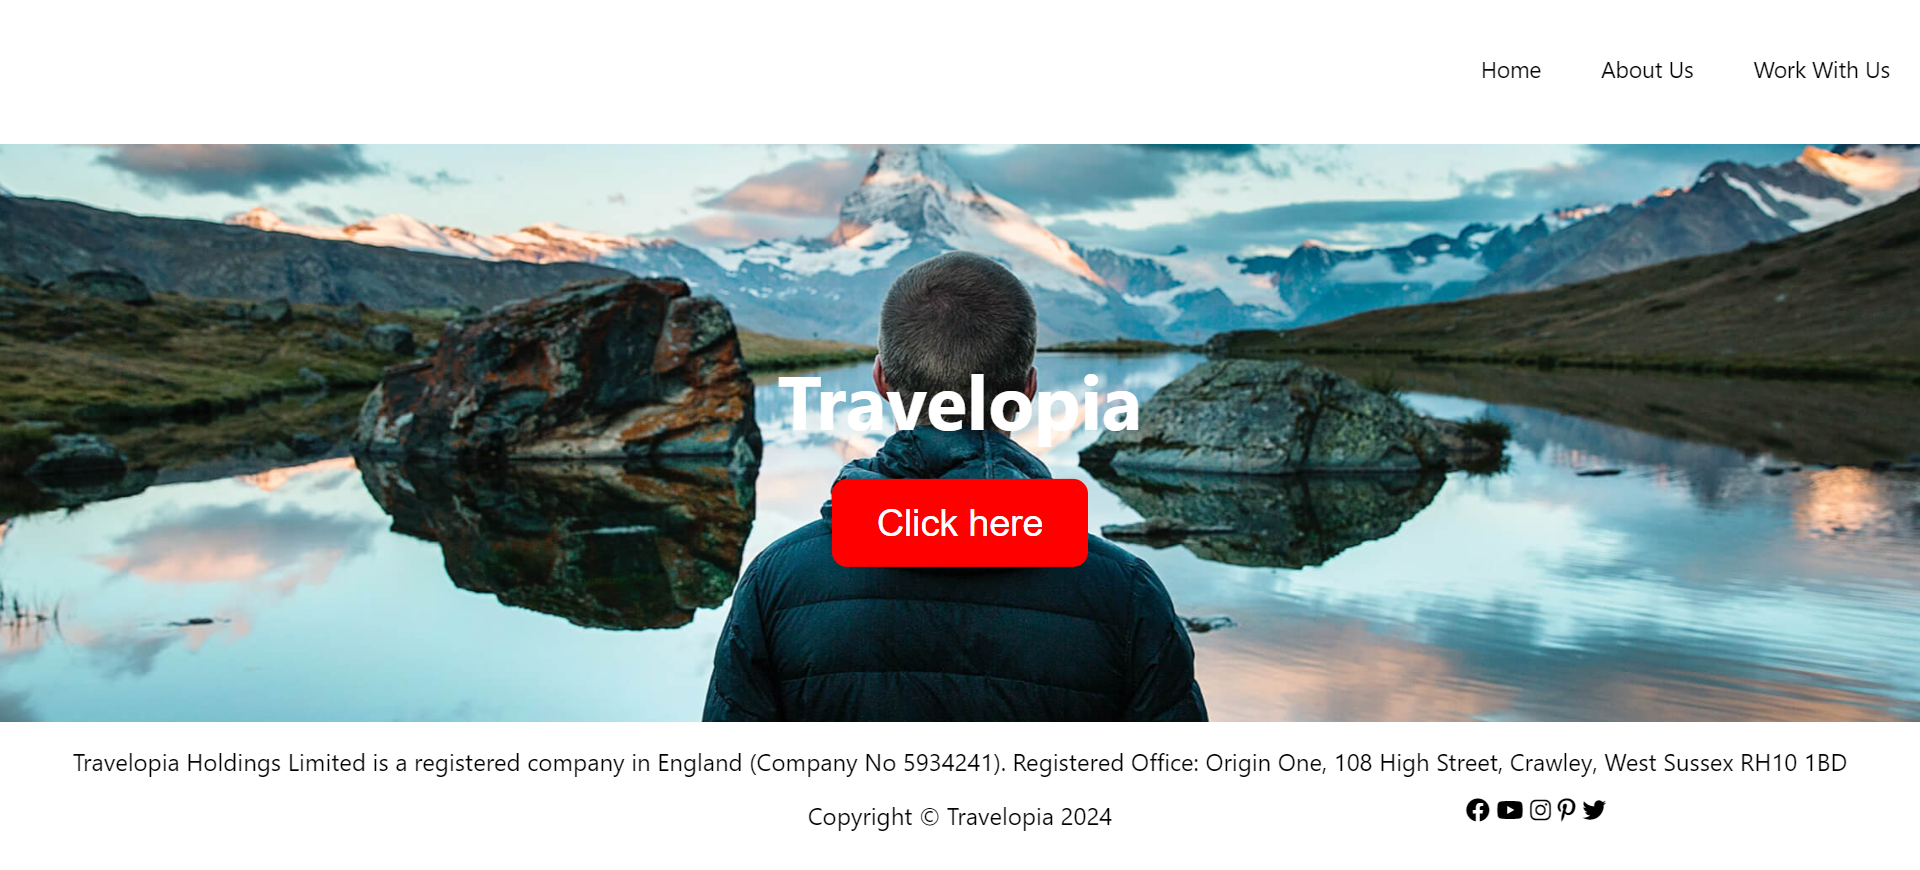 Home
About Us
Work With Us
Travelopia
Click here
Travelopia Holdings Limited is a registered company in England (Company No 5934241). Registered Office: Origin One, 108 High Street, Crawley, West Sussex RH10 1BD
Copyright © Travelopia 2024